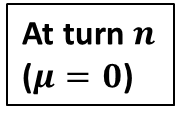 At turn 𝒏
(𝝁 = 𝟎)